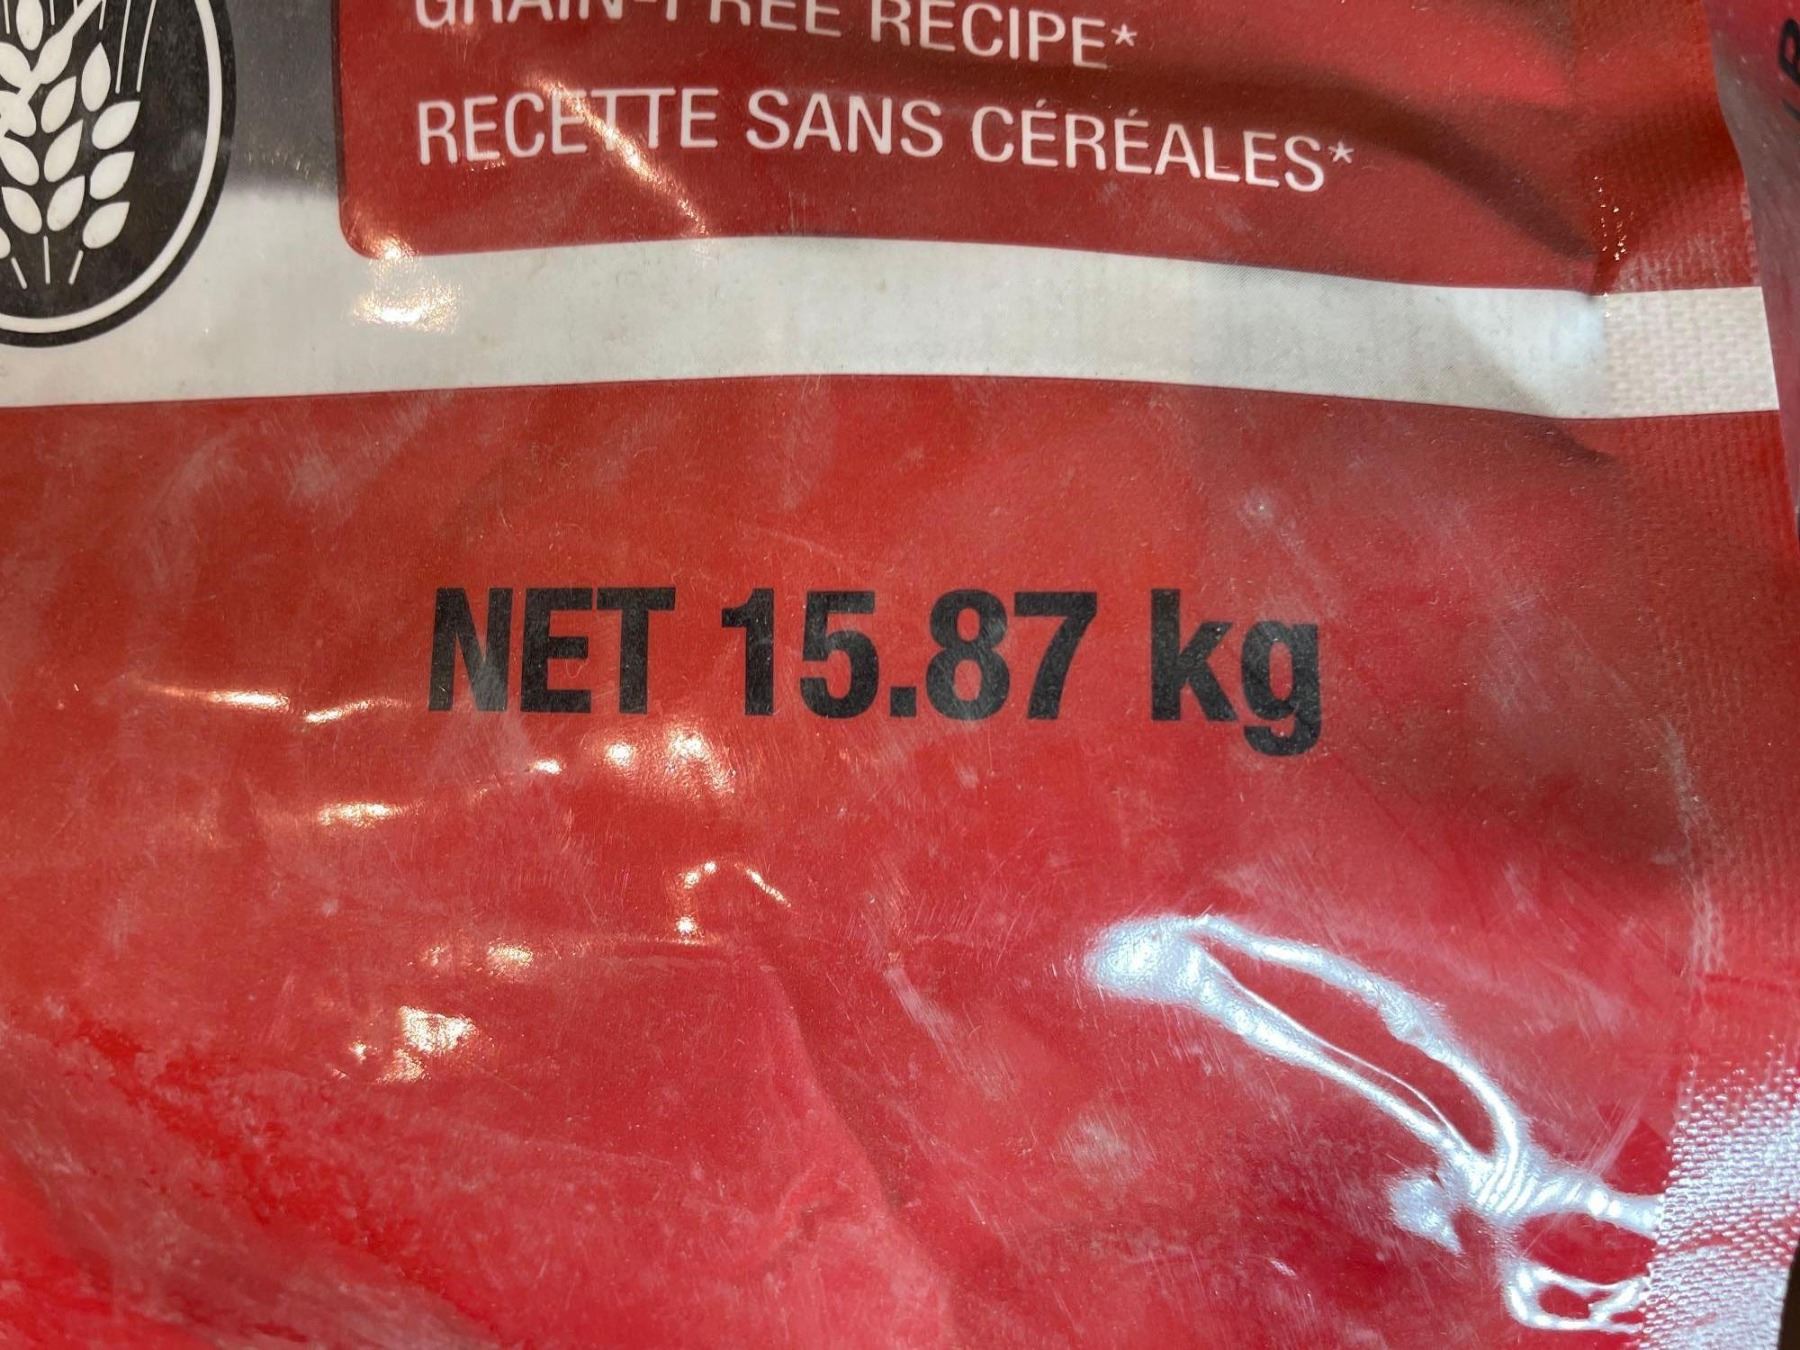 GRAIN-FREE RECIPE*
RECETTE SANS CÉRÉALES*
NET 15.87 kg